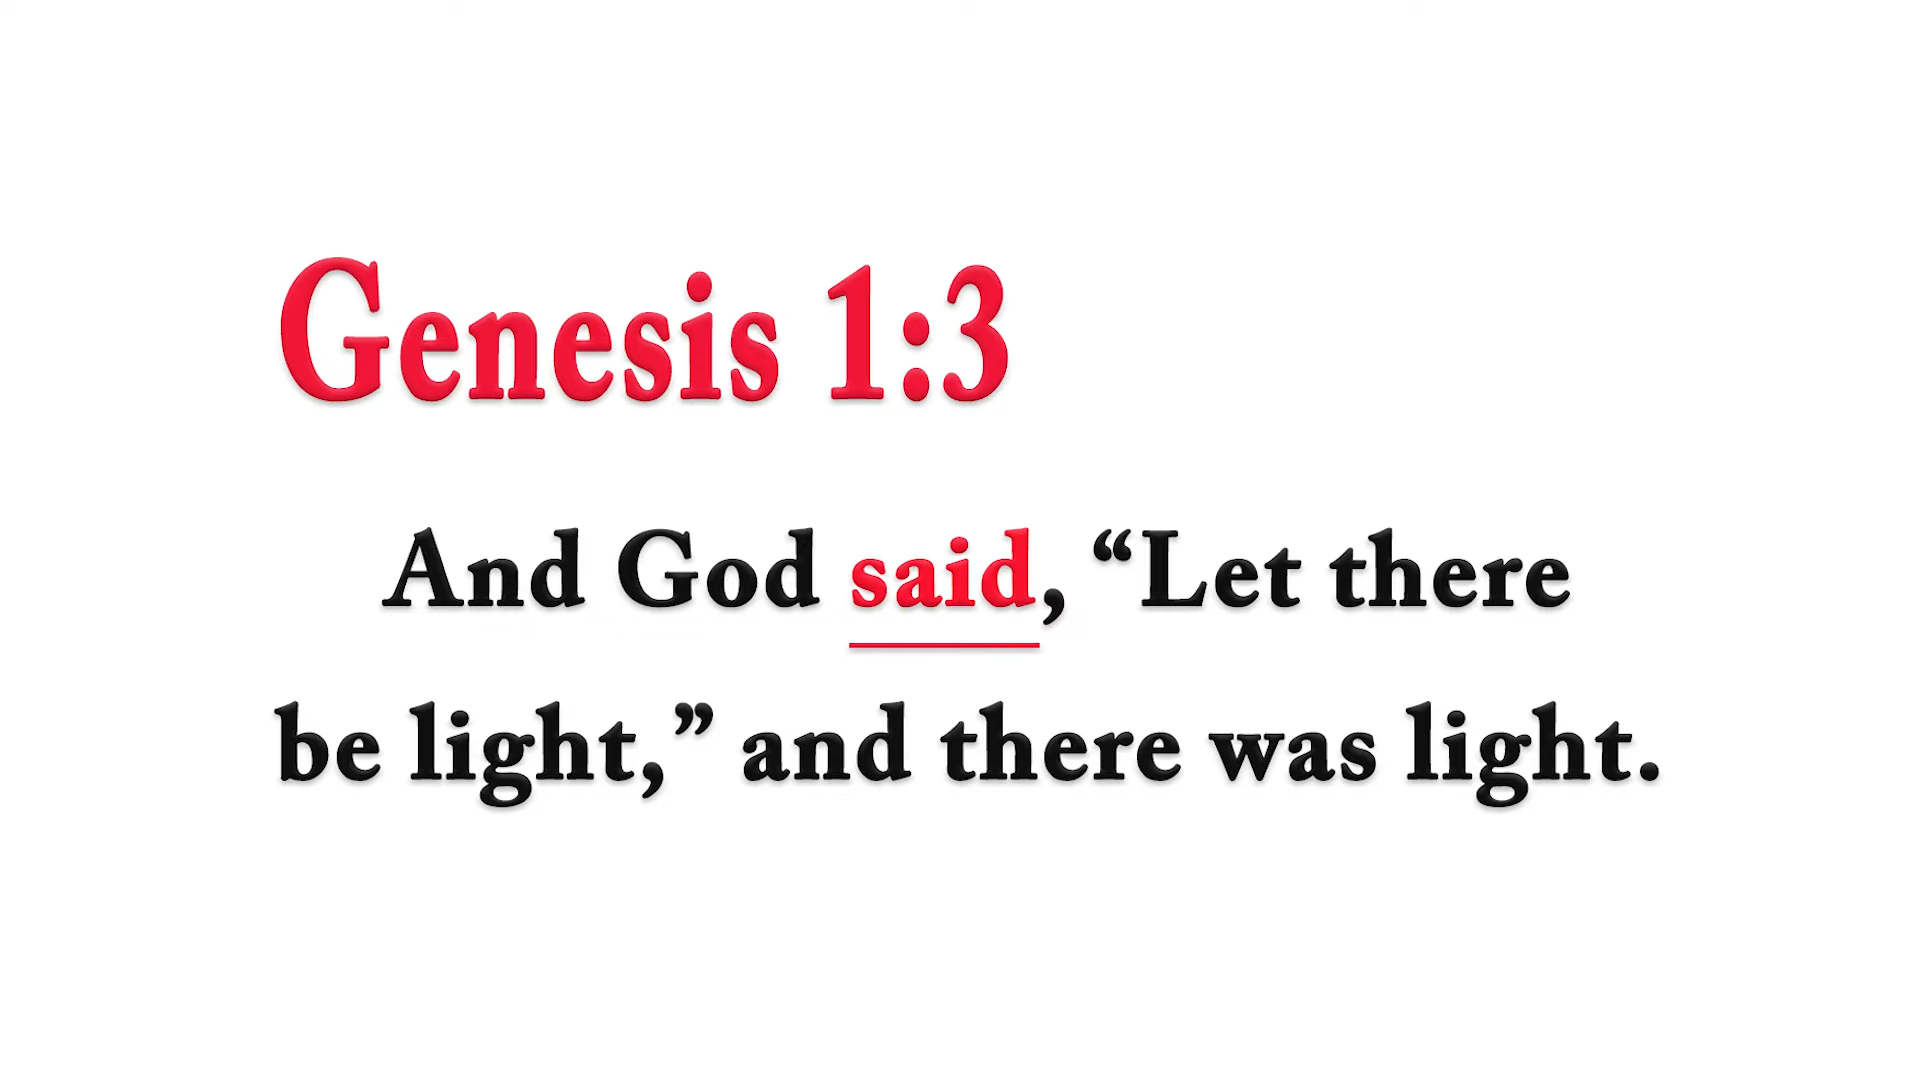 Genesis 1:3
And God said, “Let there
be light,” and there was light.